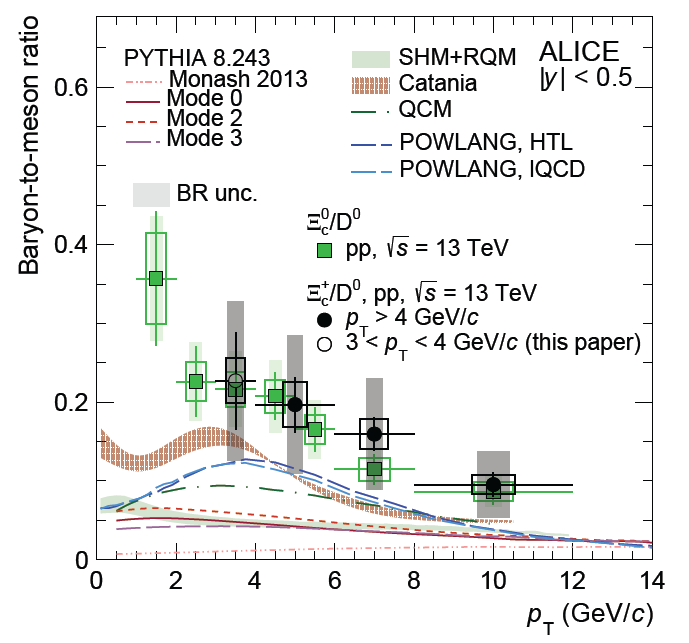 Baryon-to-meson ratio
0.6
0.4
0.2
0
PYTHIA 8.243
Monash 2013
Mode 0
Mode 2
Mode 3
SHM+RQM
Catania
QCM
POWLANG, HTL
POWLANG, lQCD
ALICE
|y| < 0.5
BR unc.
Ξc⁰/D⁰
pp, √s = 13 TeV
Ξc⁺/D⁰, pp, √s = 13 TeV
pT > 4 GeV/c
3 < pT < 4 GeV/c (this paper)
0 2 4 6 8 10 12 14
pT (GeV/c)